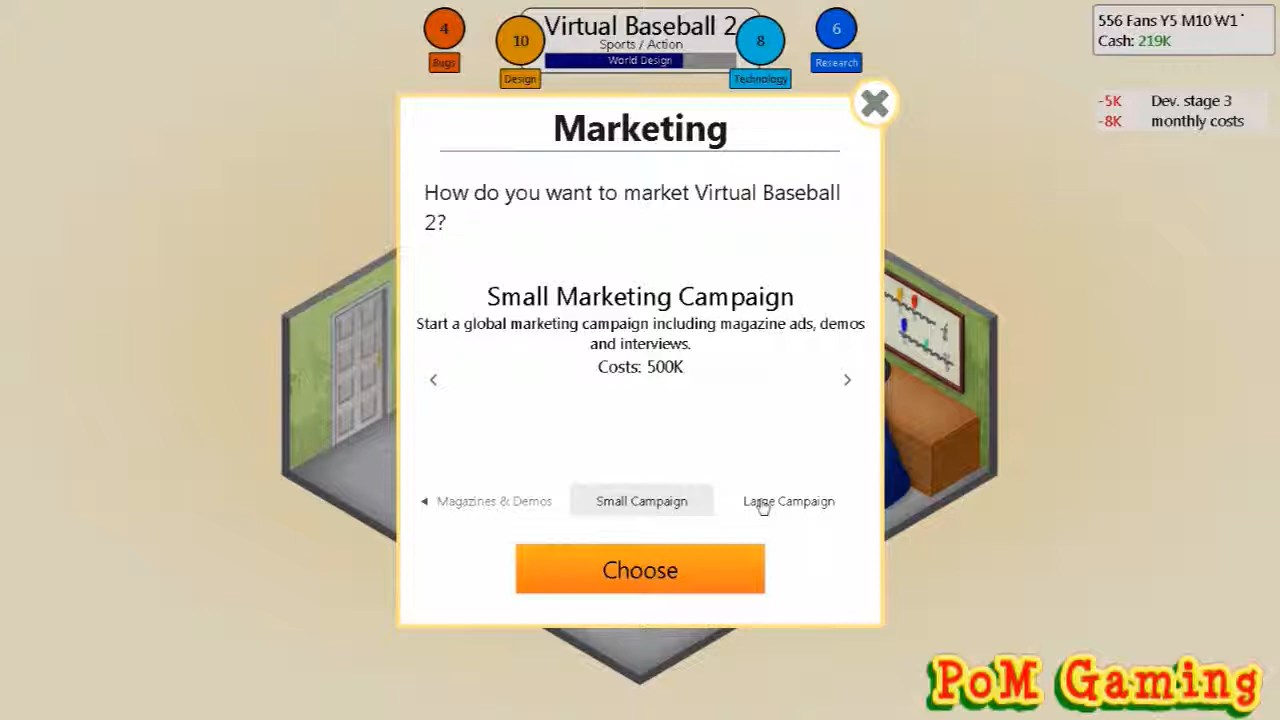 4
Bugs
10
Design
Virtual Baseball 2
Sports / Action
World Design
8
Technology
6
Research
556 Fans Y5 M10 W1
Cash: 219K
-5K Dev. stage 3
-8K monthly costs
Marketing
How do you want to market Virtual Baseball
2?
Small Marketing Campaign
Start a global marketing campaign including magazine ads, demos
and interviews.
Costs: 500K
Magazines & Demos
Small Campaign
Large Campaign
Choose
PoM Gaming